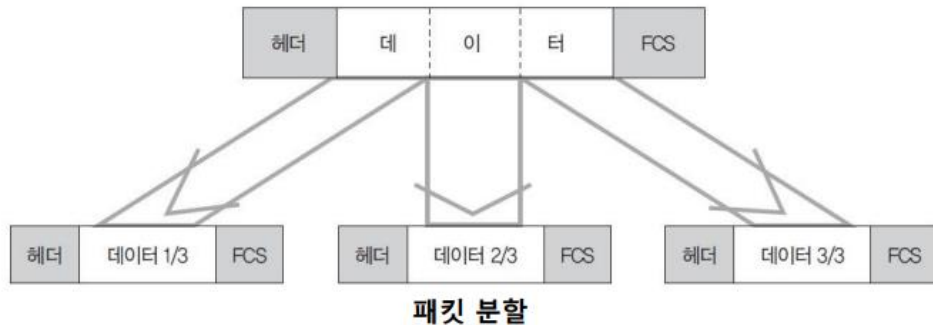 헤더 데 이 터 FCS
헤더 데이터 1/3 FCS 헤더 데이터 2/3 FCS 헤더 데이터 3/3 FCS
패킷 분할